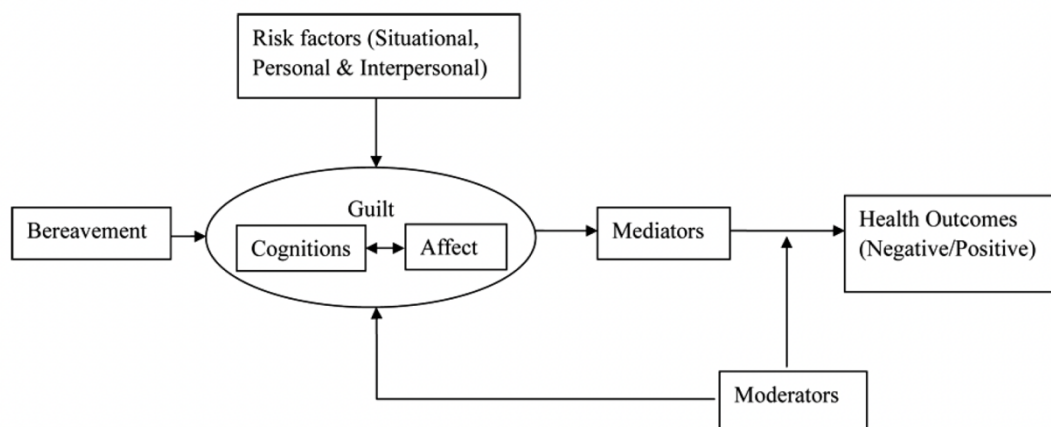 Risk factors (Situational,
Personal & Interpersonal)
Guilt
Bereavement
Cognitions
Affect
Mediators
Health Outcomes
(Negative/Positive)
Moderators